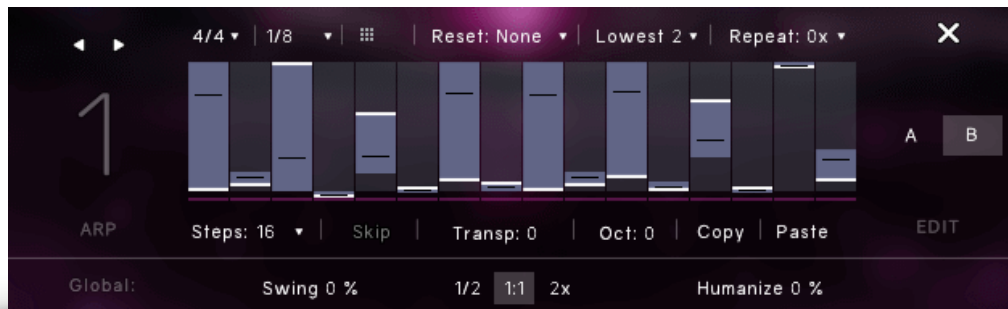 4/4 1/8 Reset: None Lowest 2 Repeat: 0x
1
A B
ARP Steps: 16 Skip Transp: 0 Oct: 0 Copy Paste EDIT
Global: Swing 0 % 1/2 1:1 2x Humanize 0 %